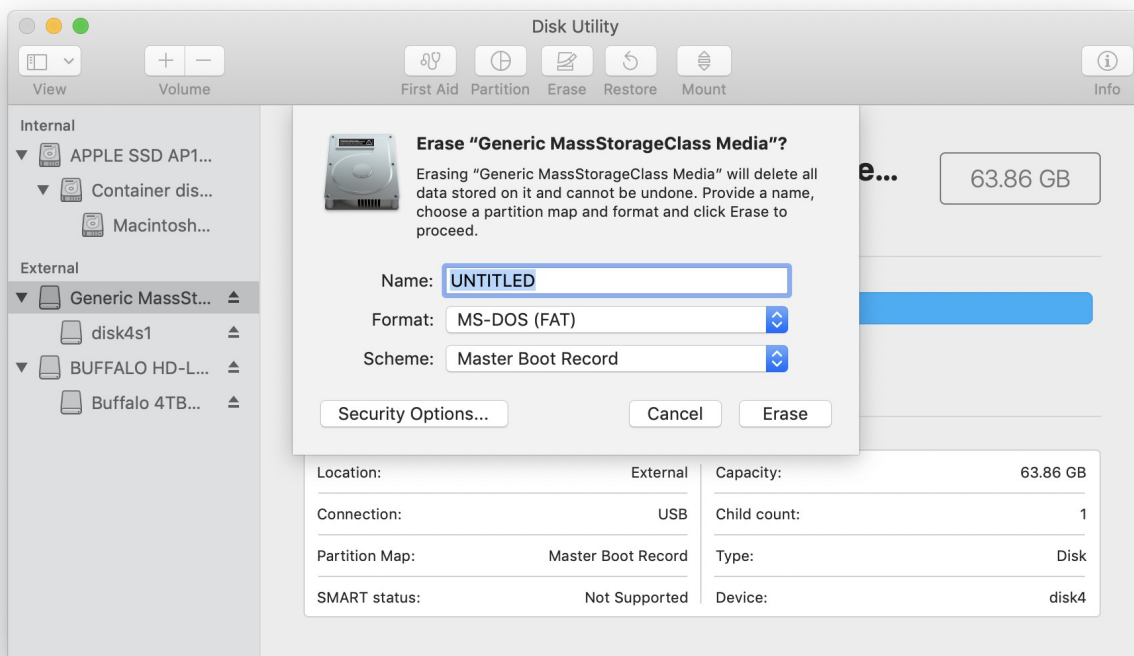 Disk Utility
View
Volume
First Aid
Partition
Erase
Restore
Mount
Info
Internal
APPLE SSD AP1...
Container dis...
Macintosh...
External
Generic MassSt...
disk4s1
BUFFALO HD-L...
Buffalo 4TB...
Erase “Generic MassStorageClass Media”?
Erasing “Generic MassStorageClass Media” will delete all
data stored on it and cannot be undone. Provide a name,
choose a partition map and format and click Erase to
proceed.
Name: UNTITLED
Format: MS-DOS (FAT)
Scheme: Master Boot Record
Security Options...
Cancel
Erase
e...
63.86 GB
Location: External
Capacity: 63.86 GB
Connection: USB
Child count: 1
Partition Map: Master Boot Record
Type: Disk
SMART status: Not Supported
Device: disk4